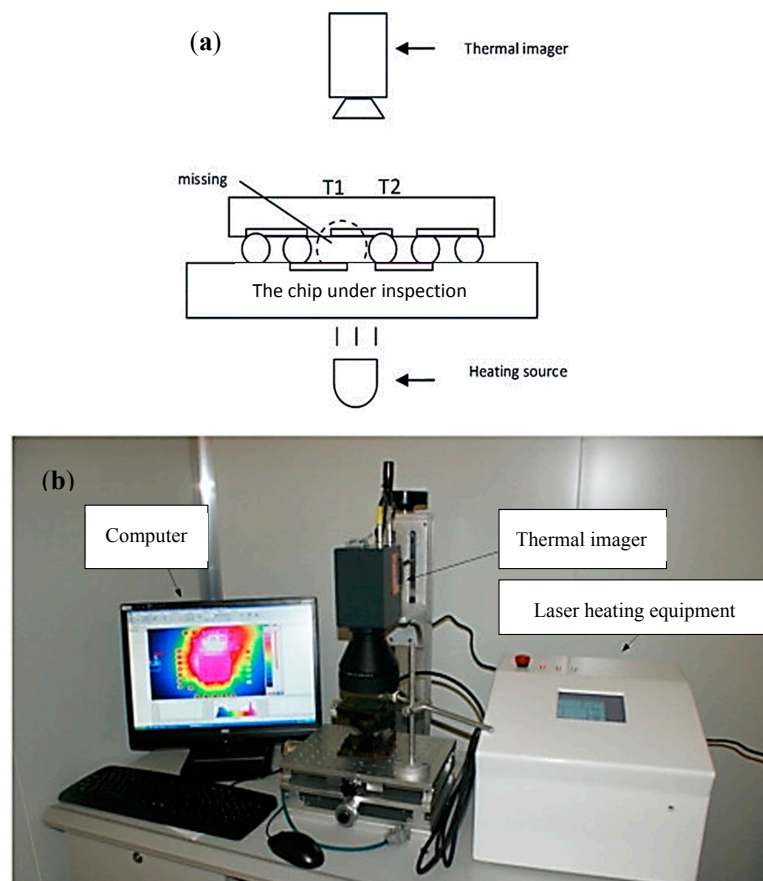 (a)
Thermal imager
missing
T1 T2
The chip under inspection
Heating source
(b)
Computer
Thermal imager
Laser heating equipment